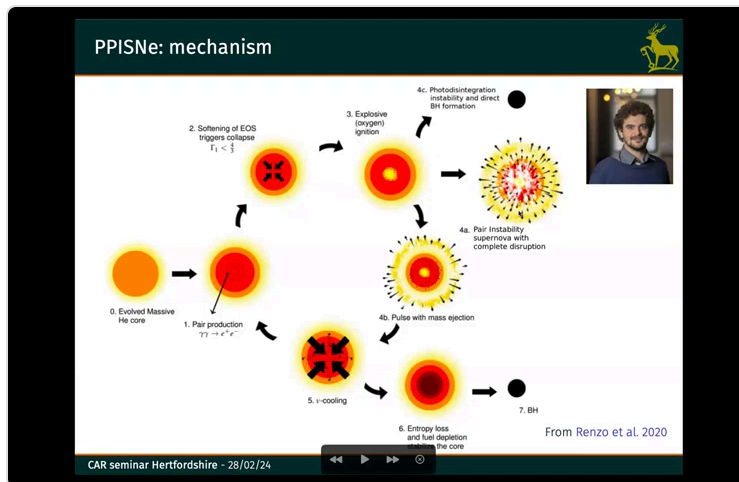 PPISNe: mechanism
4c. Photodisintegration
instability and direct
BH formation
3. Explosive
(oxygen)
ignition
2. Softening of EOS
triggers collapse
Γ₁ < 4/3
4a. Pair Instability
supernova with
complete disruption
0. Evolved Massive
He core
1. Pair production
γγ → e⁺e⁻
4b. Pulse with mass ejection
5. ν-cooling
6. Entropy loss
and fuel depletion
stabilize the core
7. BH
From Renzo et al. 2020
CAR seminar Hertfordshire - 28/02/24